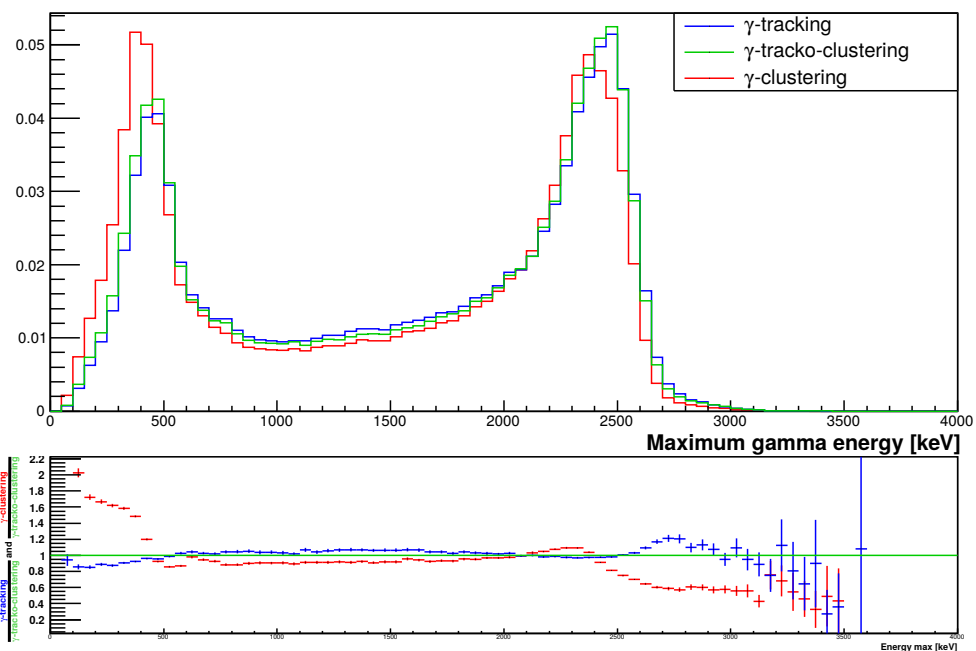 γ-tracking
γ-tracko-clustering
γ-clustering
0.05
0.04
0.03
0.02
0.01
0
0 500 1000 1500 2000 2500 3000 3500 4000
Maximum gamma energy [keV]
γ-tracking
γ-tracko-clustering
and
γ-clustering
γ-tracko-clustering
2.2
2
1.8
1.6
1.4
1.2
1
0.8
0.6
0.4
0.2
0 500 1000 1500 2000 2500 3000 3500 4000
Energy max [keV]